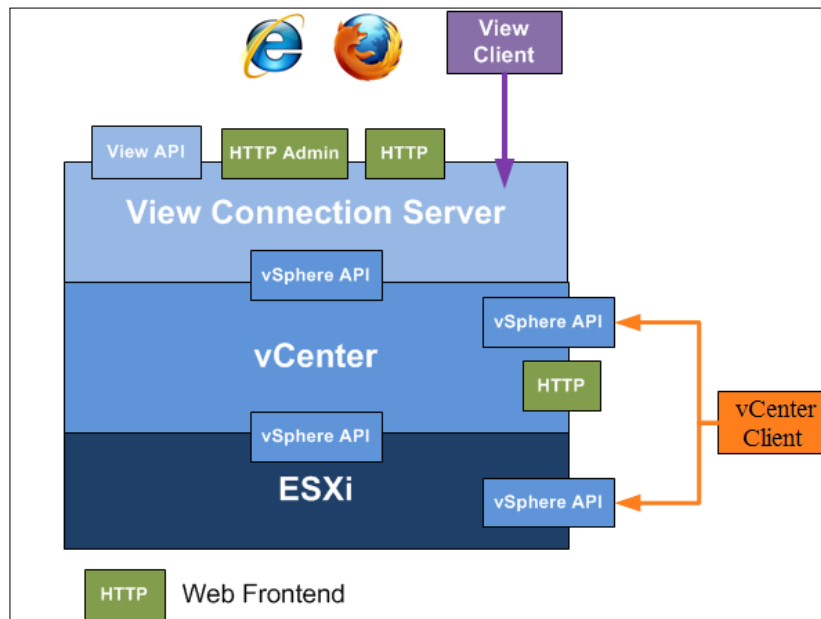 View
Client
View API
HTTP Admin
HTTP
View Connection Server
vSphere API
vCenter
vSphere API
HTTP
vCenter
Client
vSphere API
ESXi
vSphere API
HTTP
Web Frontend